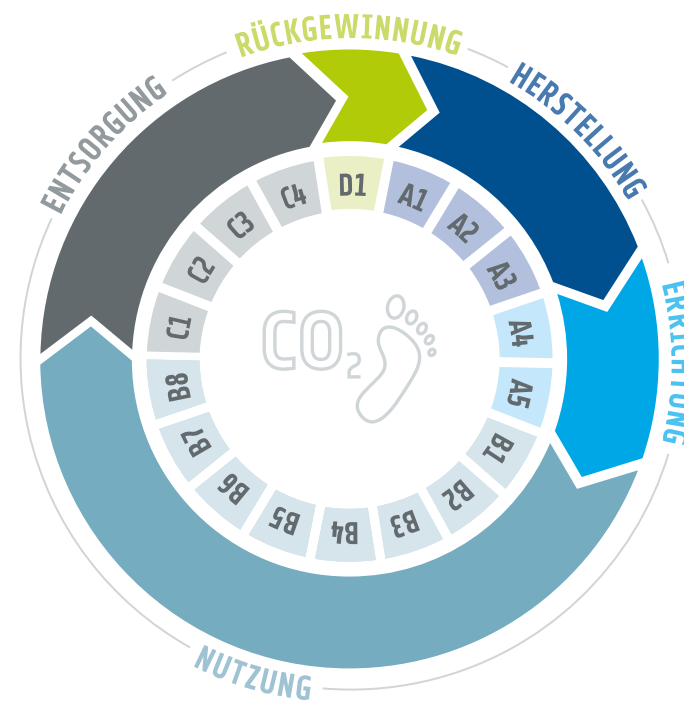 RÜCKGEWINNUNG
HERSTELLUNG
ERRICHTUNG
NUTZUNG
ENTSORGUNG
D1
A1
A2
A3
A4
A5
B1
B2
B3
B4
B5
B6
B7
B8
C1
C2
C3
C4
CO₂